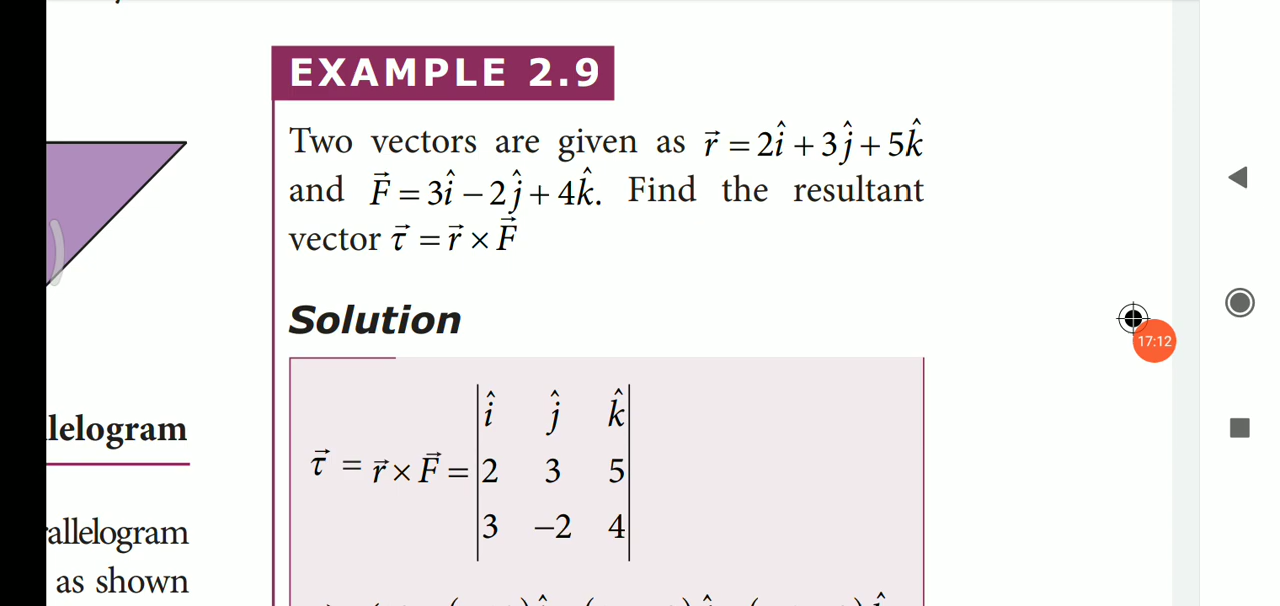 EXAMPLE 2.9
Two vectors are given as r⃗ = 2î + 3ĵ + 5k̂
and F⃗ = 3î − 2ĵ + 4k̂. Find the resultant
vector τ⃗ = r⃗ × F⃗
Solution
î ĵ k̂
τ⃗ = r⃗ × F⃗ = 2 3 5
3 −2 4
llelogram
allelogram
as shown
17:12